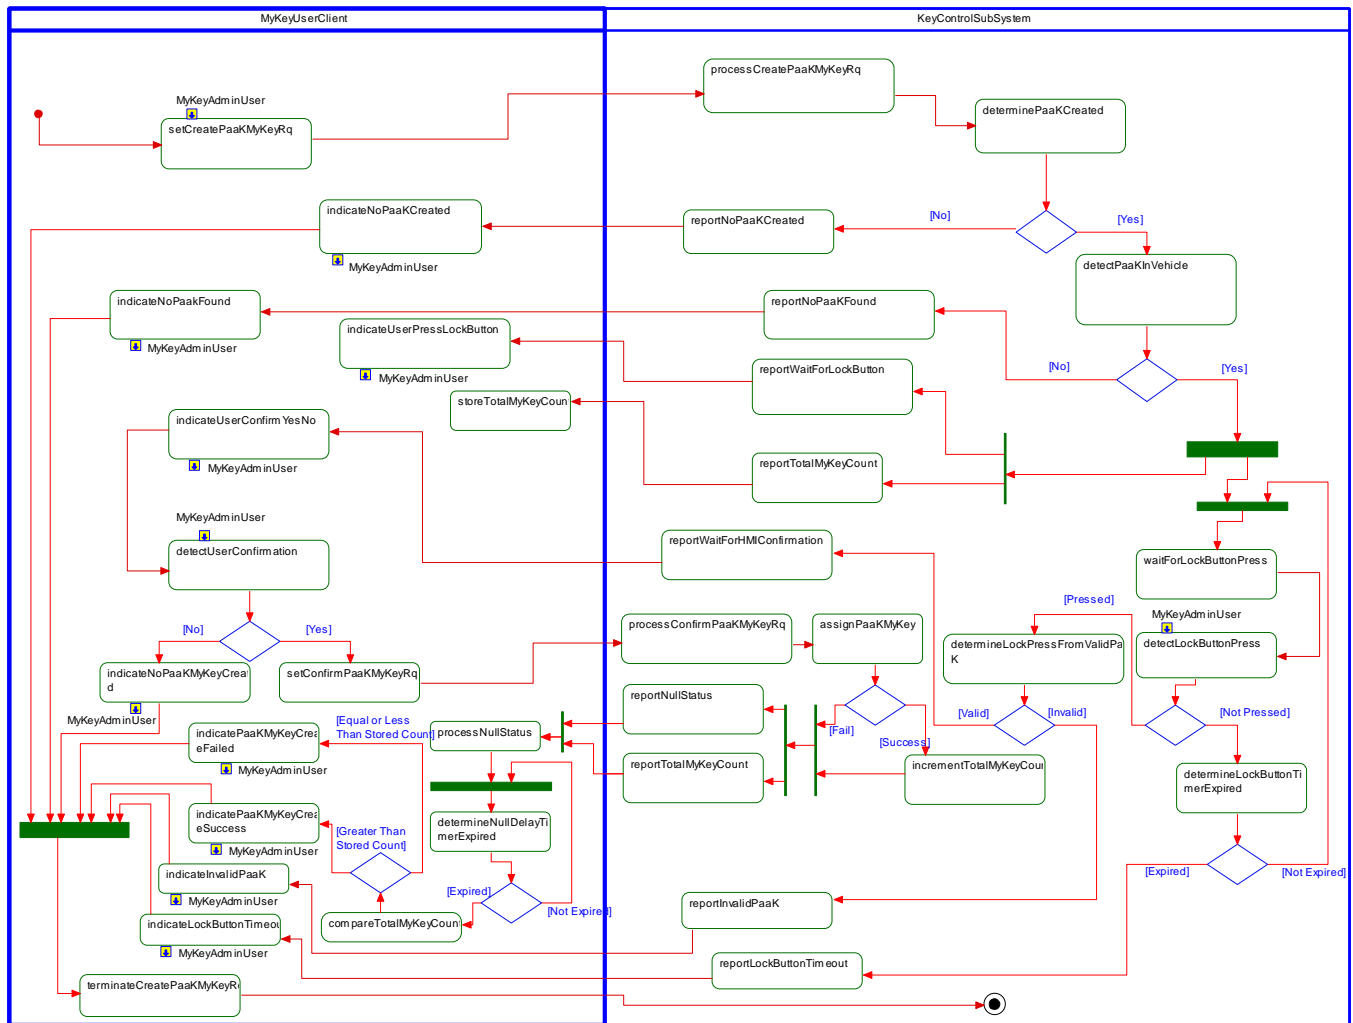 MyKeyUserClient
KeyControlSubSystem
processCreatePaaKMyKeyRq
MyKeyAdminUser
determinePaaKCreated
setCreatePaaKMyKeyRq
indicateNoPaaKCreated
reportNoPaaKCreated
[No]
[Yes]
MyKeyAdminUser
detectPaaKInVehicle
indicateNoPaakFound
reportNoPaaKFound
MyKeyAdminUser
indicateUserPressLockButton
MyKeyAdminUser
reportWaitForLockButton
[No]
[Yes]
storeTotalMyKeyCoun
indicateUserConfirmYesNo
MyKeyAdminUser
reportTotalMyKeyCount
MyKeyAdminUser
detectUserConfirmation
reportWaitForHMIConfirmation
waitForLockButtonPress
[Pressed]
MyKeyAdminUser
[No]
[Yes]
processConfirmPaaKMyKeyRq
assignPaaKMyKey
determineLockPressFromValidPa
K
detectLockButtonPress
indicateNoPaaKMyKeyCreat
d
setConfirmPaaKMyKeyRq
MyKeyAdminUser
reportNullStatus
[Valid]
[Invalid]
[Not Pressed]
[Equal or Less
Than Stored Count]
indicatePaaKMyKeyCrea
eFailed
MyKeyAdminUser
processNullStatus
[Fail]
[Success]
reportTotalMyKeyCount
incrementTotalMyKeyCour
determineLockButtonTi
merExpired
indicatePaaKMyKeyCrea
eSuccess
MyKeyAdminUser
[Greater Than
Stored Count]
determineNullDelayTi
merExpired
indicateInvalidPaaK
MyKeyAdminUser
[Expired]
[Not Expired]
[Expired]
[Not Expired]
reportInvalidPaaK
indicateLockButtonTimeou
MyKeyAdminUser
compareTotalMyKeyCount
reportLockButtonTimeout
terminateCreatePaaKMyKeyR